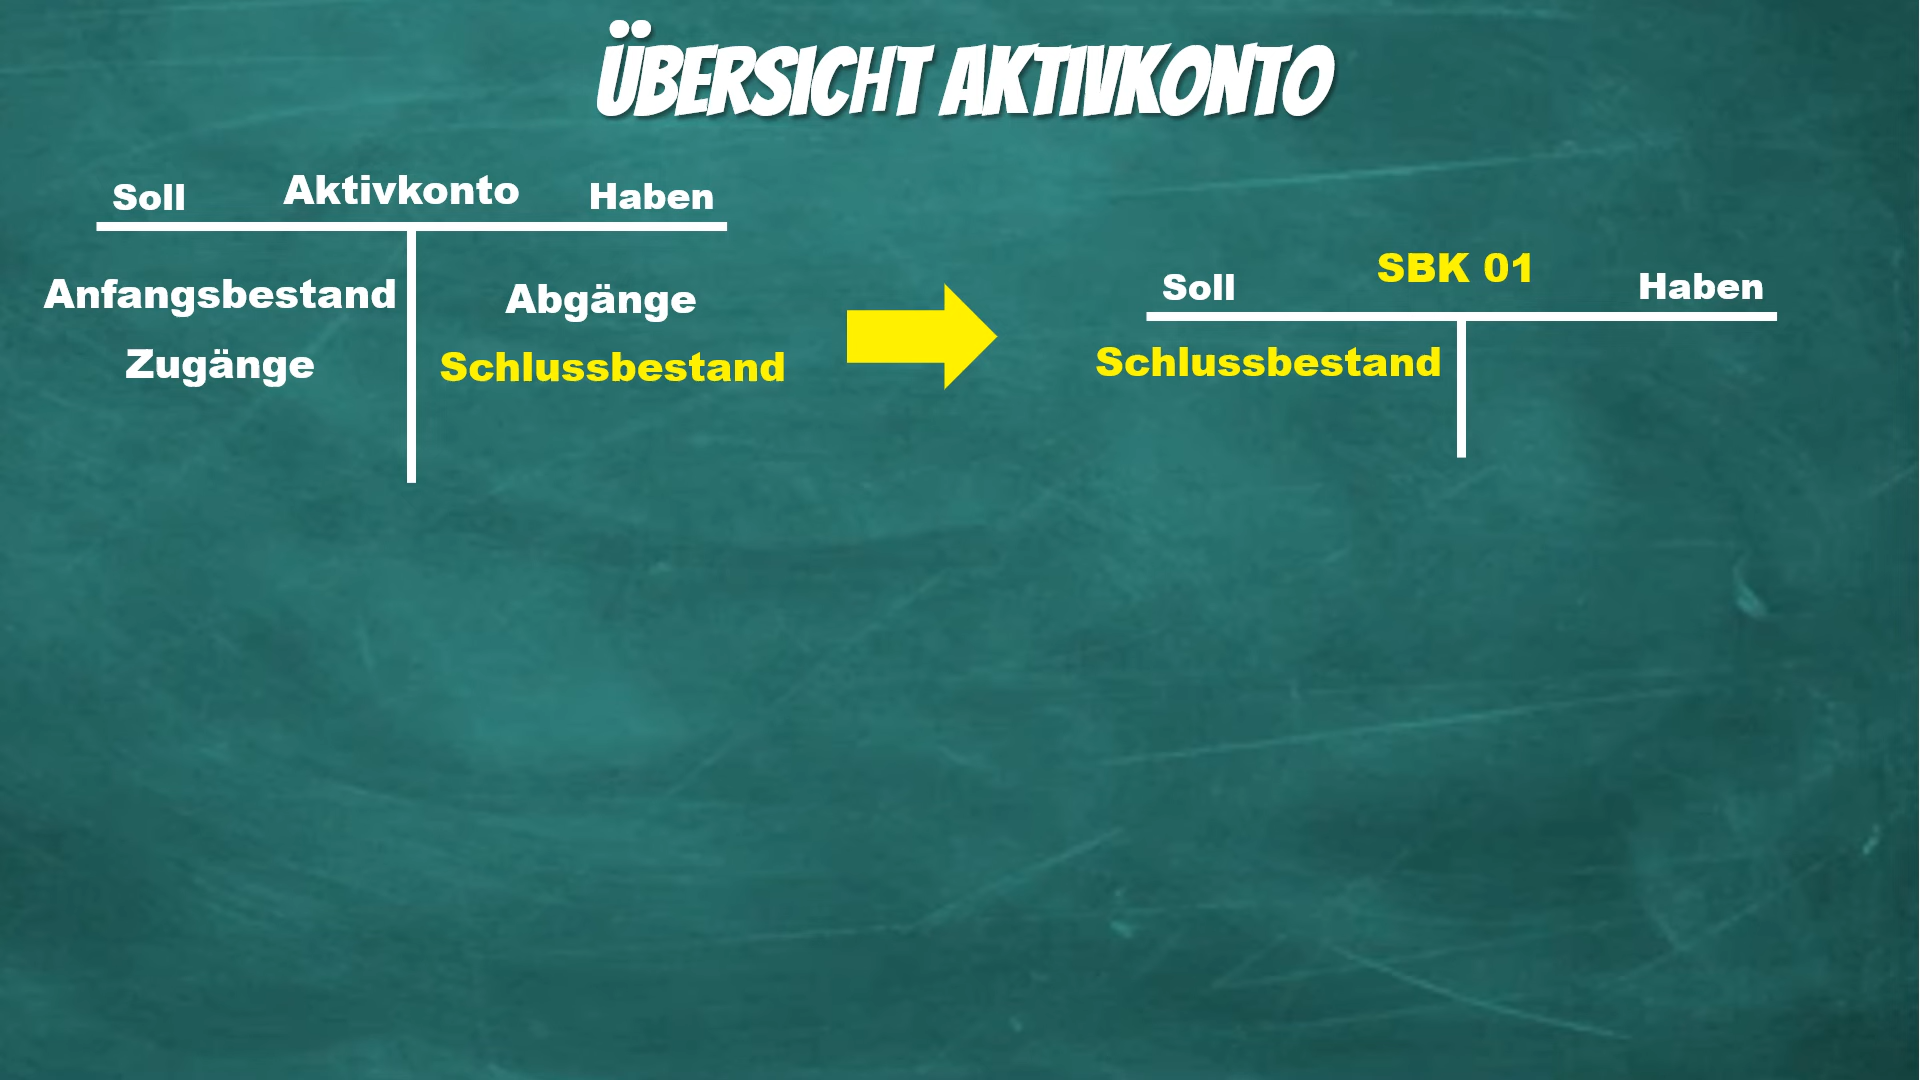 ÜBERSICHT AKTIVKONTO
Soll Aktivkonto Haben
Anfangsbestand Abgänge
Zugänge Schlussbestand
Soll SBK 01 Haben
Schlussbestand